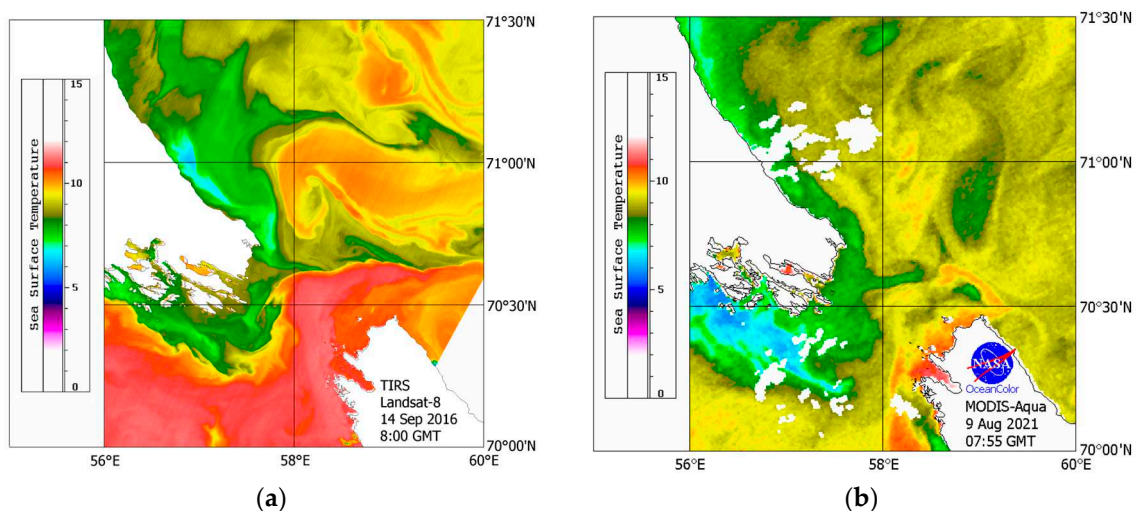 71°30'N
71°00'N
70°30'N
70°00'N
15
10
5
0
Sea Surface Temperature
TIRS
Landsat-8
14 Sep 2016
8:00 GMT
56°E
58°E
60°E
(a)
71°30'N
71°00'N
70°30'N
70°00'N
15
10
5
0
Sea Surface Temperature
NASA
OceanColor
MODIS-Aqua
9 Aug 2021
07:55 GMT
56°E
58°E
60°E
(b)